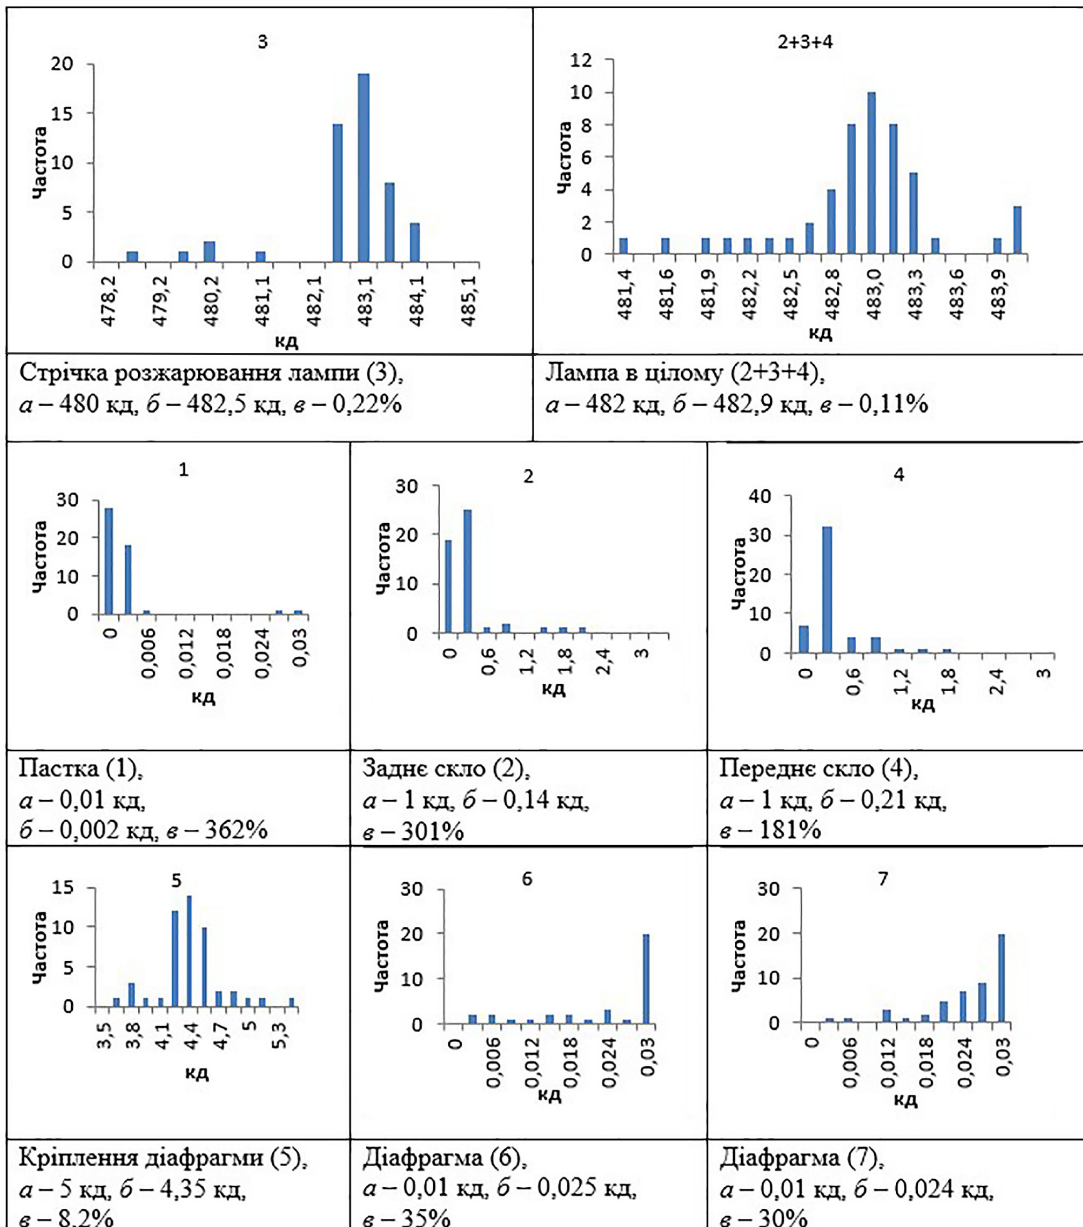 3
20
15
10
5
0
Частота
478,2
479,2
480,2
481,1
482,1
483,1
484,1
485,1
кд
2+3+4
12
10
8
6
4
2
0
Частота
481,4
481,6
481,9
482,2
482,5
482,8
483,0
483,3
483,6
483,9
кд
Стрічка розжарювання лампи (3),
а – 480 кд, б – 482,5 кд, в – 0,22%
Лампа в цілому (2+3+4),
а – 482 кд, б – 482,9 кд, в – 0,11%
1
30
20
10
0
Частота
0
0,006
0,012
0,018
0,024
0,03
кд
2
30
20
10
0
Частота
0
0,6
1,2
1,8
2,4
3
кд
4
40
30
20
10
0
Частота
0
0,6
1,2
1,8
2,4
3
кд
Пастка (1),
а – 0,01 кд,
б – 0,002 кд, в – 362%
Заднє скло (2),
а – 1 кд, б – 0,14 кд,
в – 301%
Переднє скло (4),
а – 1 кд, б – 0,21 кд,
в – 181%
5
15
10
5
0
Частота
3,5
3,8
4,1
4,4
4,7
5
5,3
кд
6
30
20
10
0
Частота
0
0,006
0,012
0,018
0,024
0,03
кд
7
30
20
10
0
Частота
0
0,006
0,012
0,018
0,024
0,03
кд
Кріплення діафрагми (5),
а – 5 кд, б – 4,35 кд,
в – 8,2%
Діафрагма (6),
а – 0,01 кд, б – 0,025 кд,
в – 35%
Діафрагма (7),
а – 0,01 кд, б – 0,024 кд,
в – 30%